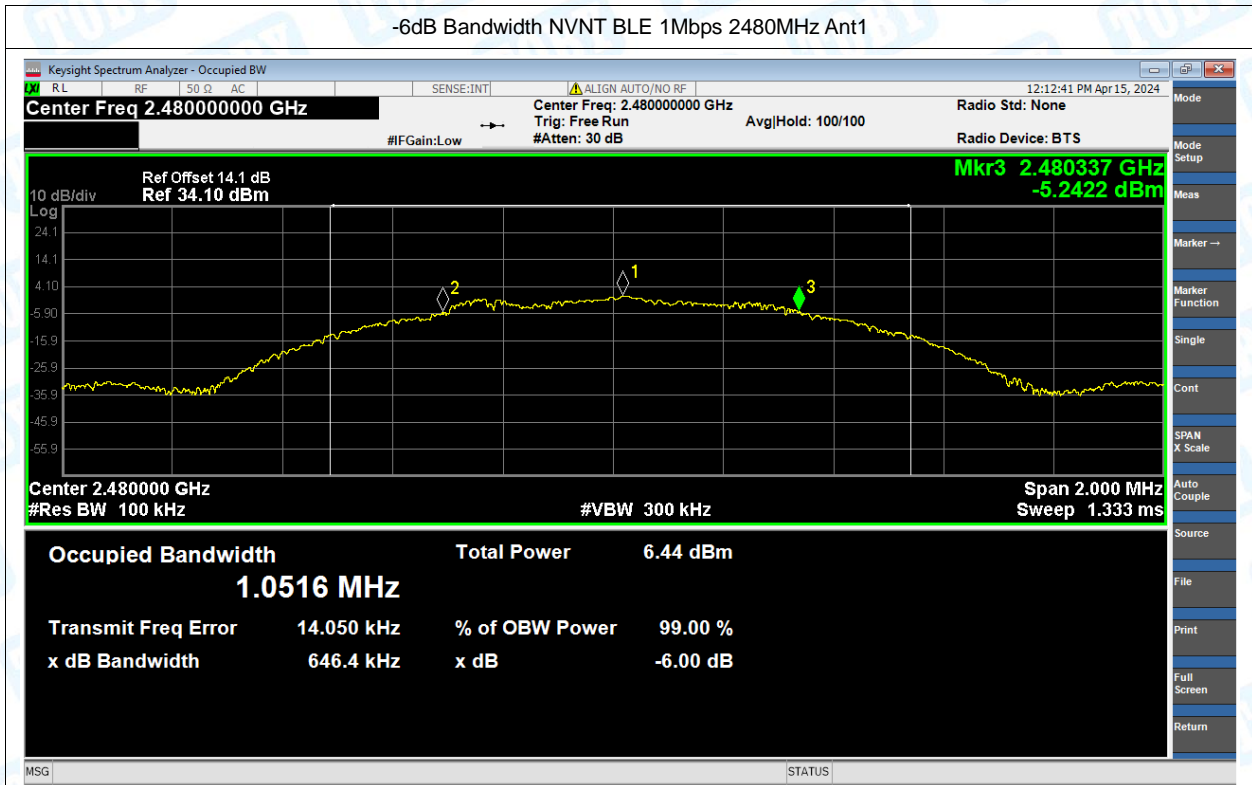 -6dB Bandwidth NVNT BLE 1Mbps 2480MHz Ant1
Keysight Spectrum Analyzer - Occupied BW
LXI RL RF 50 Ω AC SENSE:INT ALIGN AUTO/NO RF 12:12:41 PM Apr 15, 2024
Center Freq 2.480000000 GHz
Center Freq: 2.480000000 GHz Radio Std: None
Trig: Free Run Avg|Hold: 100/100
#IFGain:Low #Atten: 30 dB Radio Device: BTS
Mkr3 2.480337 GHz
-5.2422 dBm
Ref Offset 14.1 dB
10 dB/div Ref 34.10 dBm
Log
24.1
14.1
4.10
-5.90
-15.9
-25.9
-35.9
-45.9
-55.9
1
2
3
Center 2.480000 GHz Span 2.000 MHz
#Res BW 100 kHz #VBW 300 kHz Sweep 1.333 ms
Occupied Bandwidth Total Power 6.44 dBm
1.0516 MHz
Transmit Freq Error 14.050 kHz % of OBW Power 99.00 %
x dB Bandwidth 646.4 kHz x dB -6.00 dB
Mode
Mode Setup
Meas
Marker →
Marker Function
Single
Cont
SPAN X Scale
Auto Couple
Source
File
Print
Full Screen
Return
MSG STATUS
TOBY